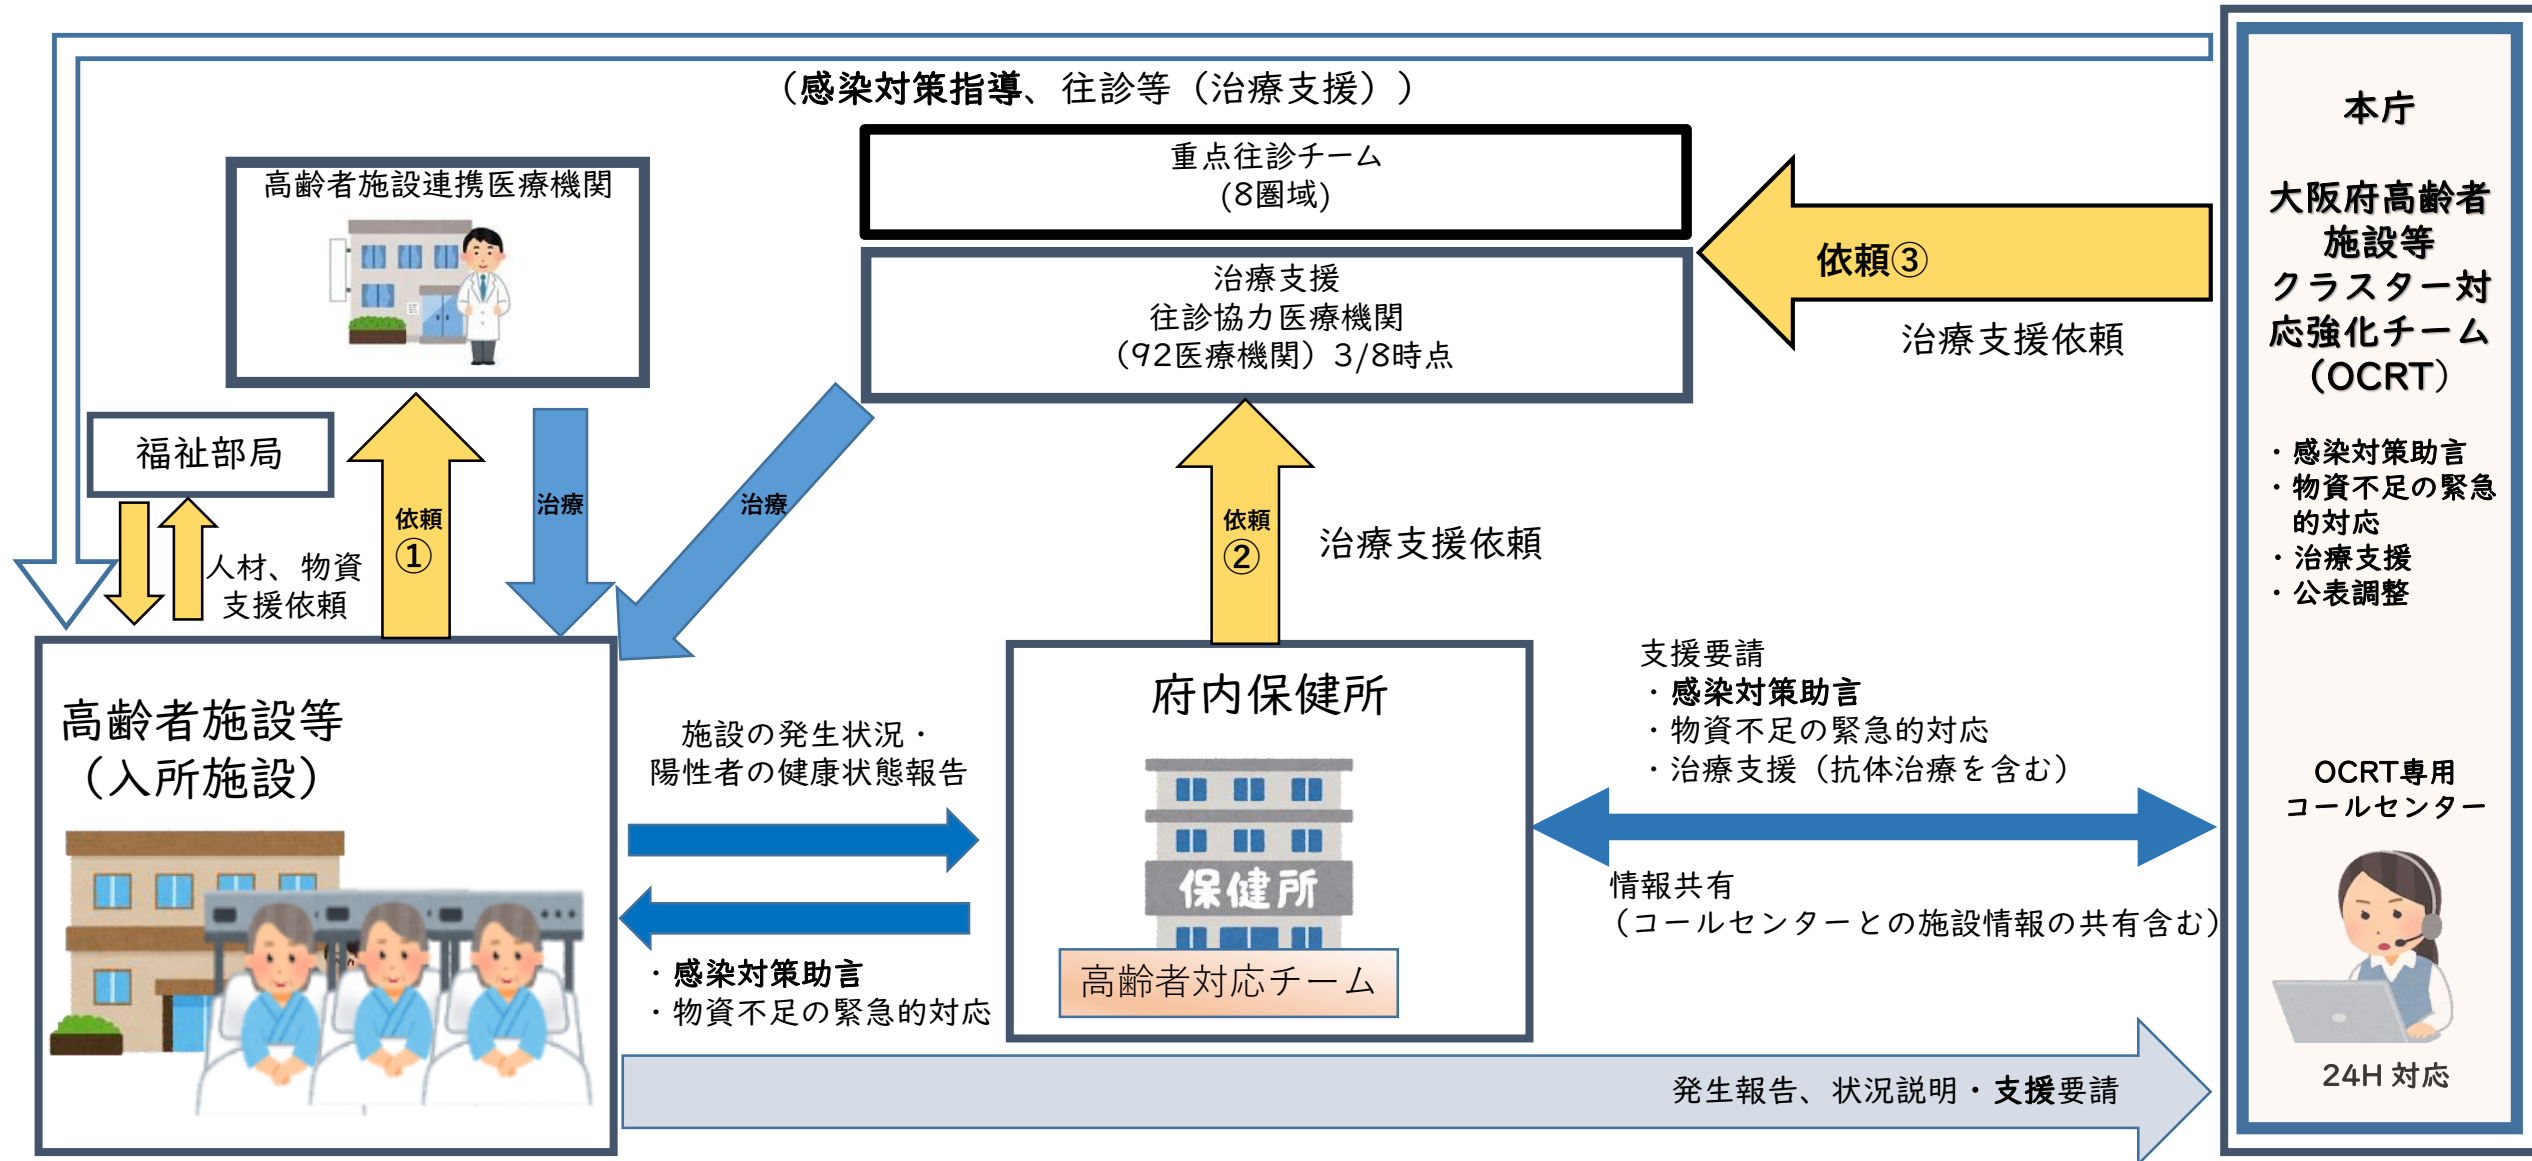 （感染対策指導、往診等（治療支援））
重点往診チーム
(8圏域)
治療支援
往診協力医療機関
（92医療機関）3/8時点
高齢者施設連携医療機関
福祉部局
人材、物資
支援依頼
依頼
①
治療
治療
依頼
②
治療支援依頼
依頼③
治療支援依頼
高齢者施設等
（入所施設）
施設の発生状況・
陽性者の健康状態報告
・感染対策助言
・物資不足の緊急的対応
府内保健所
保健所
高齢者対応チーム
支援要請
・感染対策助言
・物資不足の緊急的対応
・治療支援（抗体治療を含む）
情報共有
（コールセンターとの施設情報の共有含む）
発生報告、状況説明・支援要請
本庁
大阪府高齢者
施設等
クラスター対
応強化チーム
（OCRT）
・感染対策助言
・物資不足の緊急
的対応
・治療支援
・公表調整
OCRT専用
コールセンター
24H 対応